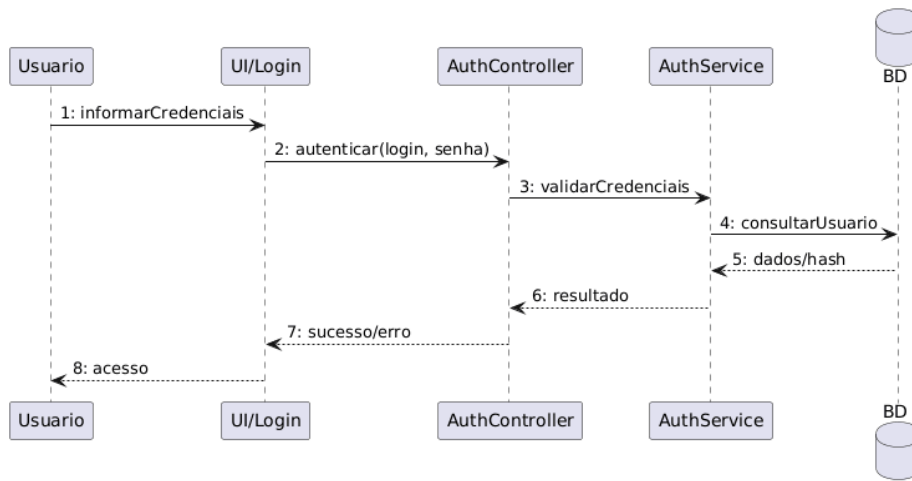 BD
Usuario
UI/Login
AuthController
AuthService
1: informarCredenciais
2: autenticar(login, senha)
3: validarCredenciais
4: consultarUsuario
5: dados/hash
6: resultado
7: sucesso/erro
8: acesso
Usuario
UI/Login
AuthController
AuthService
BD